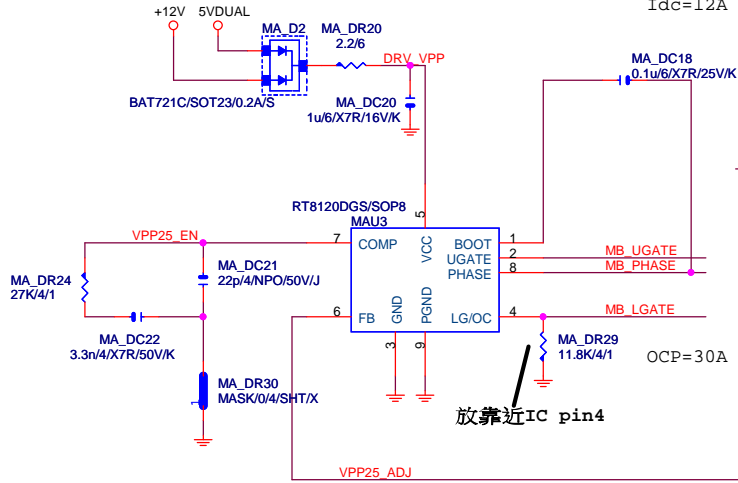 Idc=12A
+12V 5VDUAL
MA_D2
MA_DR20
2.2/6
DRV_VPP
MA_DC18
0.1u/6/X7R/25V/K
BAT721C/SOT23/0.2A/S
MA_DC20
1u/6/X7R/16V/K
RT8120DGS/SOP8
MAU3
5
VPP25_EN
7
COMP
VCC
BOOT
1
UGATE
2
MB_UGATE
PHASE
8
MB_PHASE
MA_DR24
27K/4/1
MA_DC21
22p/4/NPO/50V/J
6
FB
GND
PGND
LG/OC
4
MB_LGATE
MA_DC22
3.3n/4/X7R/50V/K
3
9
MA_DR29
11.8K/4/1
OCP=30A
MA_DR30
MASK/0/4/SHT/X
1
放靠近IC pin4
VPP25_ADJ